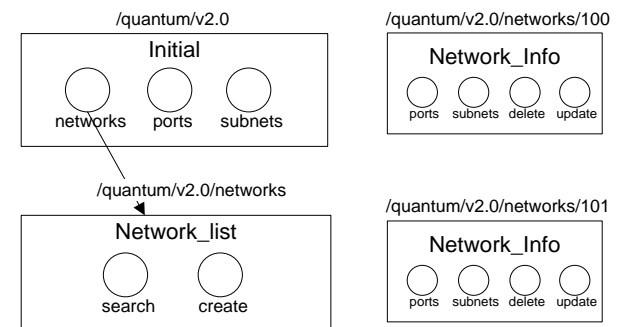 /quantum/v2.0
Initial
networks ports subnets
/quantum/v2.0/networks
Network_list
search create
/quantum/v2.0/networks/100
Network_Info
ports subnets delete update
/quantum/v2.0/networks/101
Network_Info
ports subnets delete update